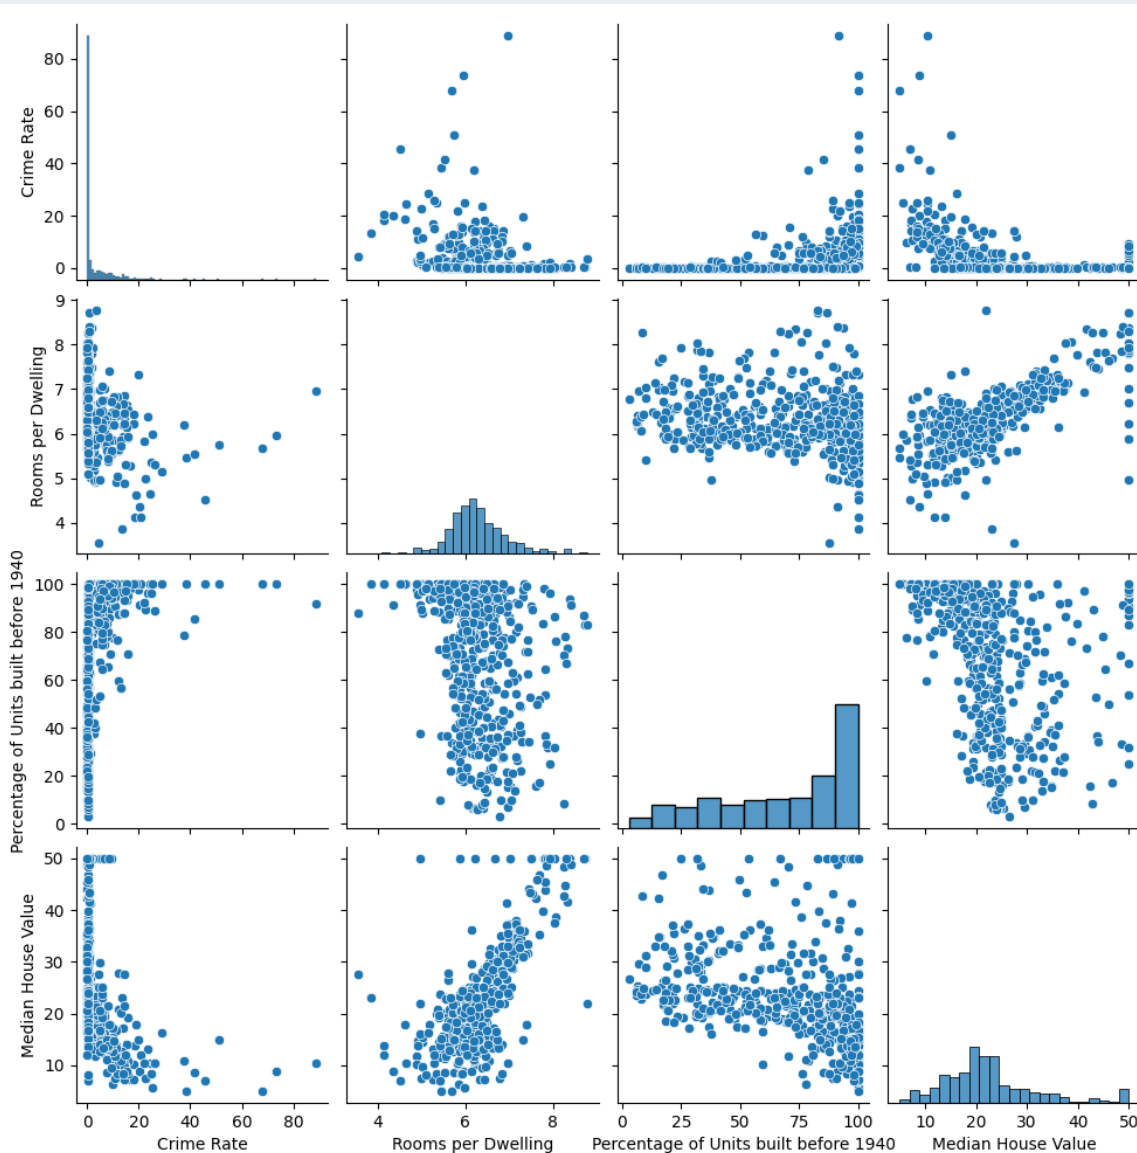 80
60
40
20
0
Crime Rate
9
8
7
6
5
4
Rooms per Dwelling
100
80
60
40
20
0
Percentage of Units built before 1940
50
40
30
20
10
Median House Value
0 20 40 60 80
Crime Rate
4 6 8
Rooms per Dwelling
0 25 50 75 100
Percentage of Units built before 1940
10 20 30 40 50
Median House Value